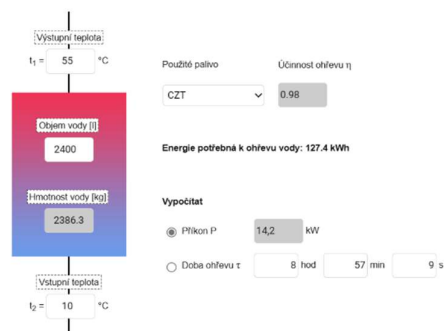 Výstupní teplota
t₁ = 55 °C
Použité palivo Účinnost ohřevu η
CZT 0.98
Objem vody [l]
2400
Energie potřebná k ohřevu vody: 127.4 kWh
Hmotnost vody [kg]
2386.3
Vypočítat
Příkon P 14,2 kW
Doba ohřevu τ 8 hod 57 min 9 s
Vstupní teplota
t₂ = 10 °C